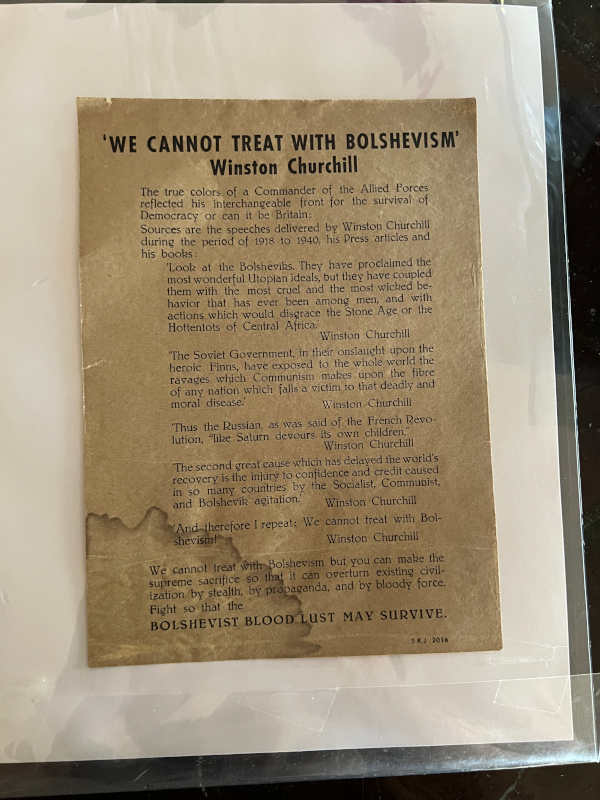 'WE CANNOT TREAT WITH BOLSHEVISM'
Winston Churchill
The true colors of a Commander of the Allied Forces
reflected his interchangeable front for the survival of
Democracy or can it be Britain:
Sources are the speeches delivered by Winston Churchill
during the period of 1918 to 1940, his Press articles and
his books:
'Look at the Bolsheviks. They have proclaimed the
most wonderful Utopian ideals, but they have coupled
them with the most cruel and the most wicked be-
havior that has ever been among men, and with
actions which would disgrace the Stone Age or the
Hottentots of Central Africa.'
Winston Churchill
'The Soviet Government, in their onslaught upon the
heroic Finns, have exposed to the whole world the
ravages which Communism makes upon the fibre
of any nation which falls a victim to that deadly and
moral disease.'
Winston Churchill
'Thus the Russian, as was said of the French Revo-
lution, "like Saturn devours its own children."
Winston Churchill
'The second great cause which has delayed the world's
recovery is the injury to confidence and credit caused
in so many countries by the Socialist, Communist,
and Bolshevik agitation.'
Winston Churchill
'And therefore I repeat; We cannot treat with Bol-
shevism!'
Winston Churchill
We cannot treat with Bolshevism but you can make the
supreme sacrifice so that it can overturn existing civil-
ization by stealth, by propaganda, and by bloody force.
Fight so that the
BOLSHEVIST BLOOD LUST MAY SURVIVE.
2016